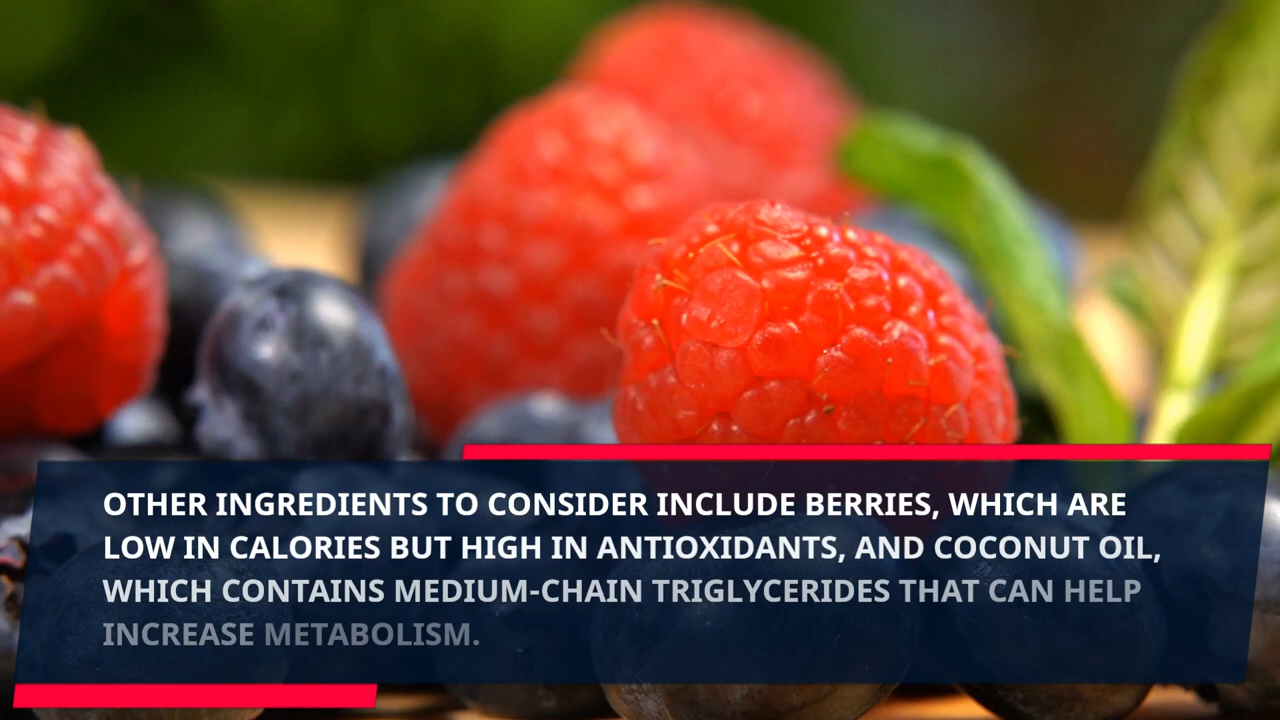 OTHER INGREDIENTS TO CONSIDER INCLUDE BERRIES, WHICH ARE
LOW IN CALORIES BUT HIGH IN ANTIOXIDANTS, AND COCONUT OIL,
WHICH CONTAINS MEDIUM-CHAIN TRIGLYCERIDES THAT CAN HELP
INCREASE METABOLISM.